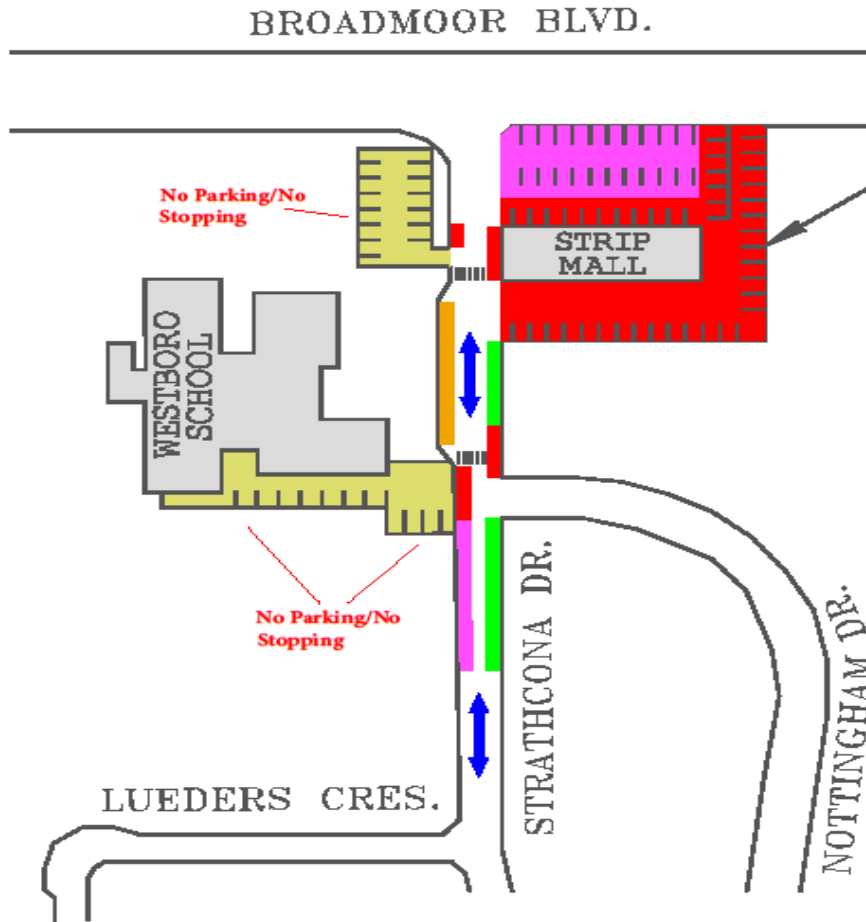 BROADMOOR BLVD.
No Parking/No
Stopping
STRIP
MALL
WESTBORO
SCHOOL
No Parking/No
Stopping
STRATHCONA DR.
NOTTINGHAM DR.
LUEDERS CRES.